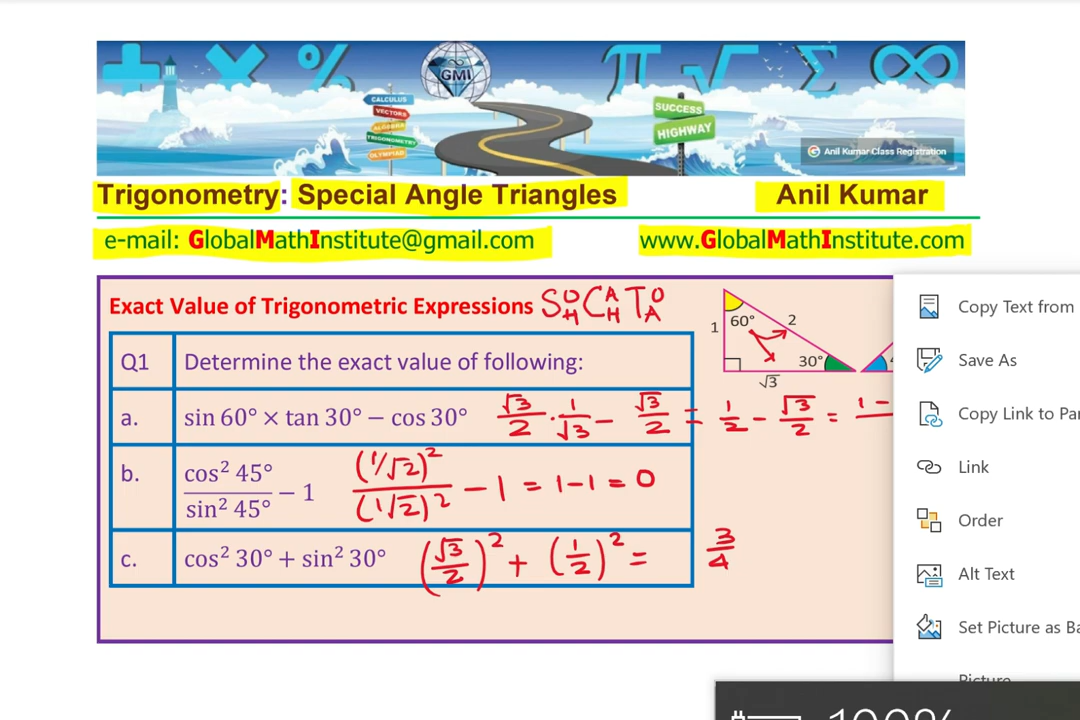 + × % GMI π √ Σ ∞
CALCULUS
VECTORS
ALGEBRA
TRIGONOMETRY
OLYMPIAD
SUCCESS
HIGHWAY
Anil Kumar Class Registration
Trigonometry: Special Angle Triangles Anil Kumar
e-mail: GlobalMathInstitute@gmail.com www.GlobalMathInstitute.com
Exact Value of Trigonometric Expressions S O/H C A/H T O/A
1 60° 2
30°
√3
Q1 Determine the exact value of following:
a. sin 60° × tan 30° − cos 30° √3/2 · 1/√3 − √3/2 = 1/2 − √3/2 = 1 −
b. cos² 45°/sin² 45° − 1 (1/√2)²/(1/√2)² − 1 = 1 − 1 = 0
c. cos² 30° + sin² 30° (√3/2)² + (1/2)² = 3/4
Copy Text from
Save As
Copy Link to Par
Link
Order
Alt Text
Set Picture as Ba
Picture
100%